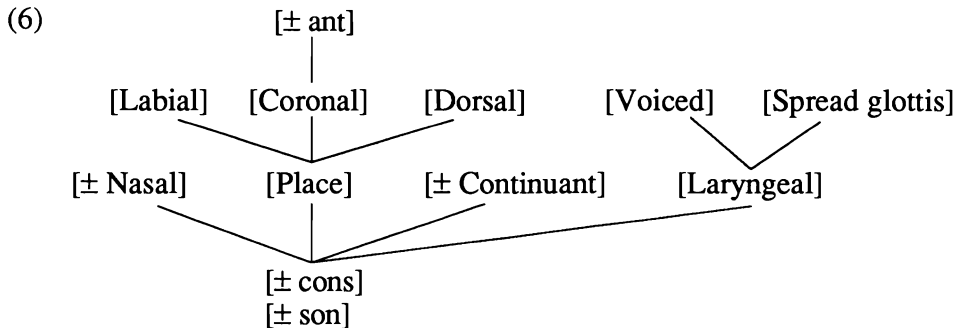 (6) [± ant]
[Labial] [Coronal] [Dorsal] [Voiced] [Spread glottis]
[± Nasal] [Place] [± Continuant] [Laryngeal]
[± cons]
[± son]